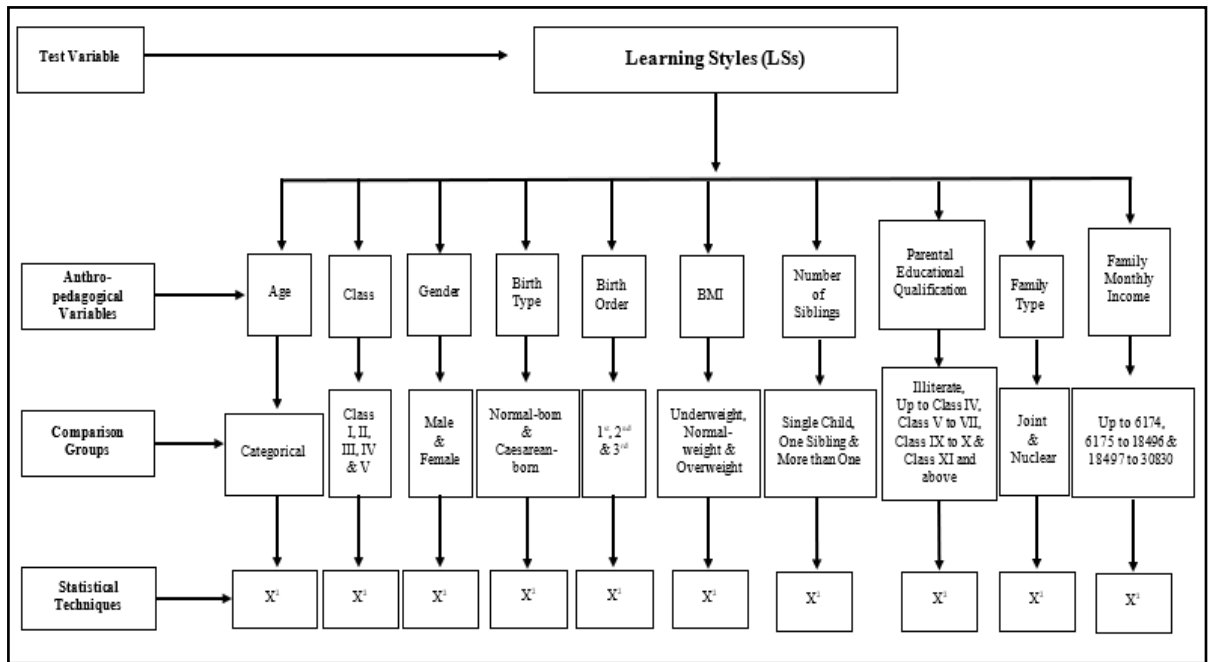 Test Variable
Learning Styles (LSs)
Anthro-
pedagogical
Variables
Age
Class
Gender
Birth
Type
Birth
Order
BMI
Number
of
Siblings
Parental
Educational
Qualification
Family
Type
Family
Monthly
Income
Comparison
Groups
Categorical
Class
I, II,
III, IV
& V
Male
&
Female
Normal-born
&
Caesarean-
born
1st, 2nd
& 3rd
Underweight,
Normal-
weight &
Overweight
Single Child,
One Sibling &
More than One
Illiterate,
Up to Class IV,
Class V to VII,
Class IX to X &
Class XI and
above
Joint
&
Nuclear
Up to 6174,
6175 to 18496 &
18497 to 30830
Statistical
Techniques
X²
X²
X²
X²
X²
X²
X²
X²
X²
X²